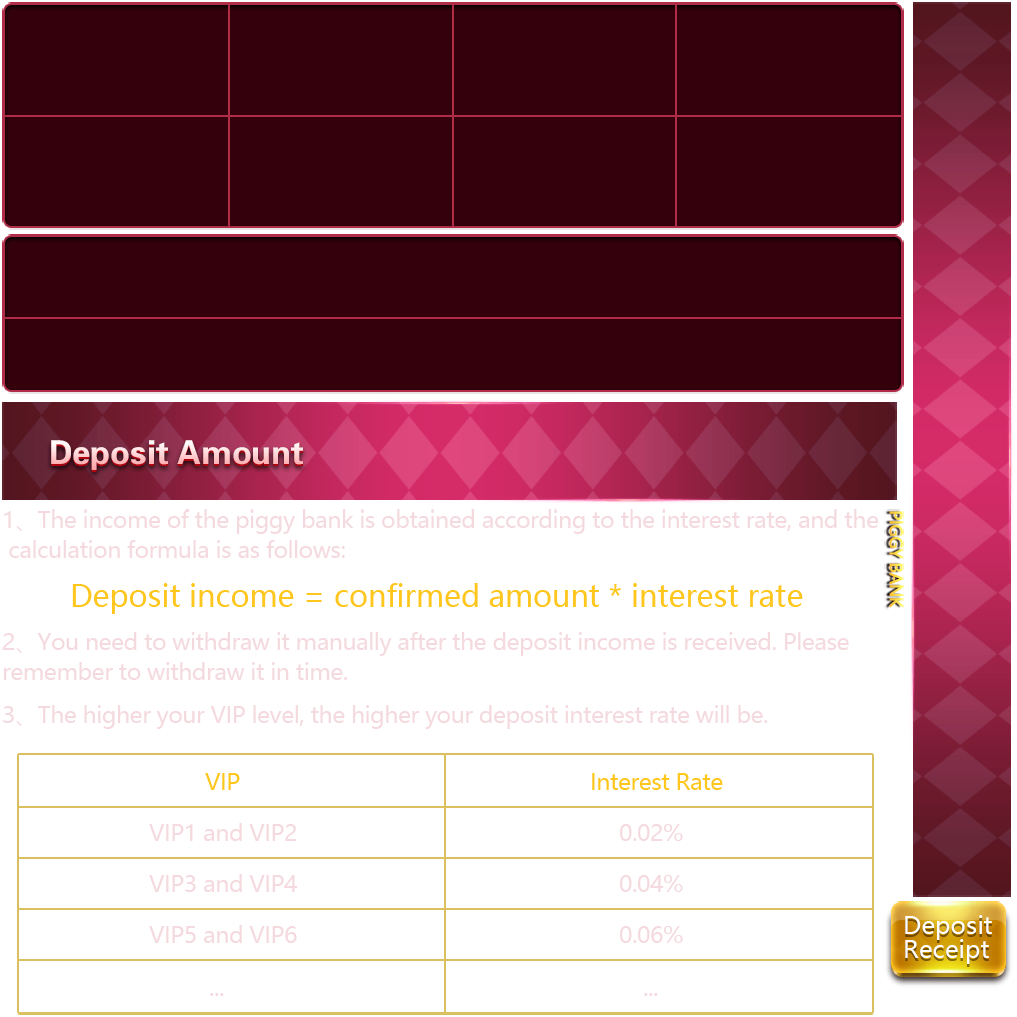 Deposit Amount
1、The income of the piggy bank is obtained according to the interest rate, and the
calculation formula is as follows:
Deposit income = confirmed amount * interest rate
2、You need to withdraw it manually after the deposit income is received. Please
remember to withdraw it in time.
3、The higher your VIP level, the higher your deposit interest rate will be.
PIGGY BANK
VIP Interest Rate
VIP1 and VIP2 0.02%
VIP3 and VIP4 0.04%
VIP5 and VIP6 0.06%
... ...
Deposit
Receipt